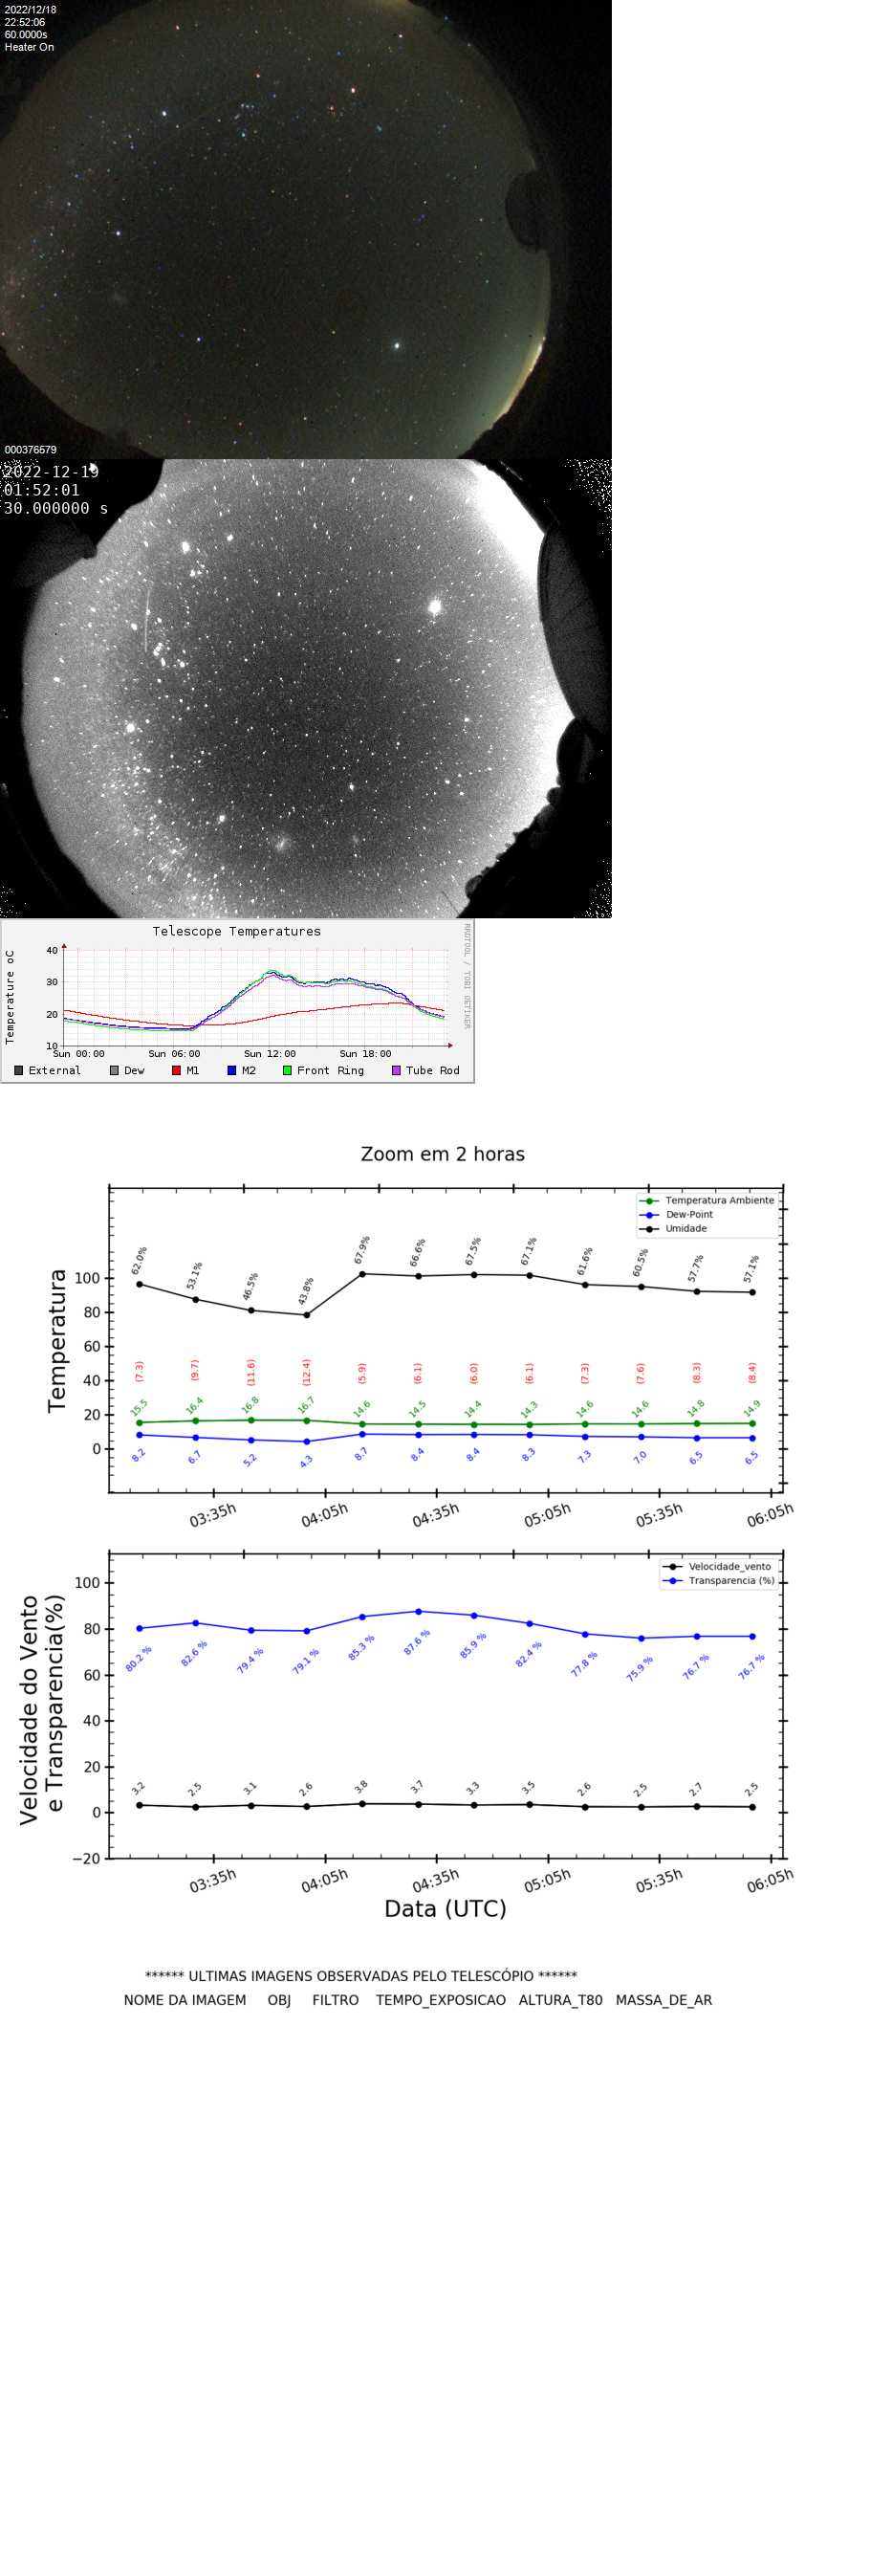 2022/12/18
22:52:06
60.0000s
Heater On
000376579
2022-12-19
01:52:01
30.000000 s
Telescope Temperatures
RRDTOOL / TOBI OETIKER
Temperature oC
40
30
20
10
Sun 00:00 Sun 06:00 Sun 12:00 Sun 18:00
External Dew M1 M2 Front Ring Tube Rod
Zoom em 2 horas
Temperatura Ambiente
Dew-Point
Umidade
Temperatura
100
80
60
40
20
0
62.0% 53.1% 46.5% 43.8% 67.9% 66.6% 67.5% 67.1% 61.6% 60.5% 57.7% 57.1%
(7.3) (9.7) (11.6) (12.4) (5.9) (6.1) (6.0) (6.1) (7.3) (7.6) (8.3) (8.4)
15.5 16.4 16.8 16.7 14.6 14.5 14.4 14.3 14.6 14.6 14.8 14.9
8.2 6.7 5.2 4.3 8.7 8.4 8.4 8.3 7.3 7.0 6.5 6.5
03:35h 04:05h 04:35h 05:05h 05:35h 06:05h
Velocidade_vento
Transparencia (%)
Velocidade do Vento
e Transparencia(%)
100
80
60
40
20
0
−20
80.2 % 82.6 % 79.4 % 79.1 % 85.3 % 87.6 % 85.9 % 82.4 % 77.8 % 75.9 % 76.7 % 76.7 %
3.2 2.5 3.1 2.6 3.8 3.7 3.3 3.5 2.6 2.5 2.7 2.5
03:35h 04:05h 04:35h 05:05h 05:35h 06:05h
Data (UTC)
****** ULTIMAS IMAGENS OBSERVADAS PELO TELESCÓPIO ******
NOME DA IMAGEM OBJ FILTRO TEMPO_EXPOSICAO ALTURA_T80 MASSA_DE_AR